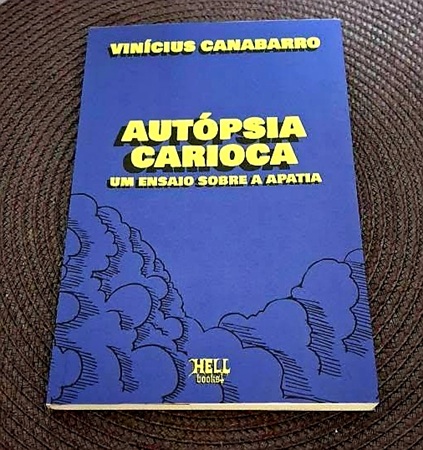 VINÍCIUS CANABARRO
AUTÓPSIA
CARIOCA
UM ENSAIO SOBRE A APATIA
HELL
books+